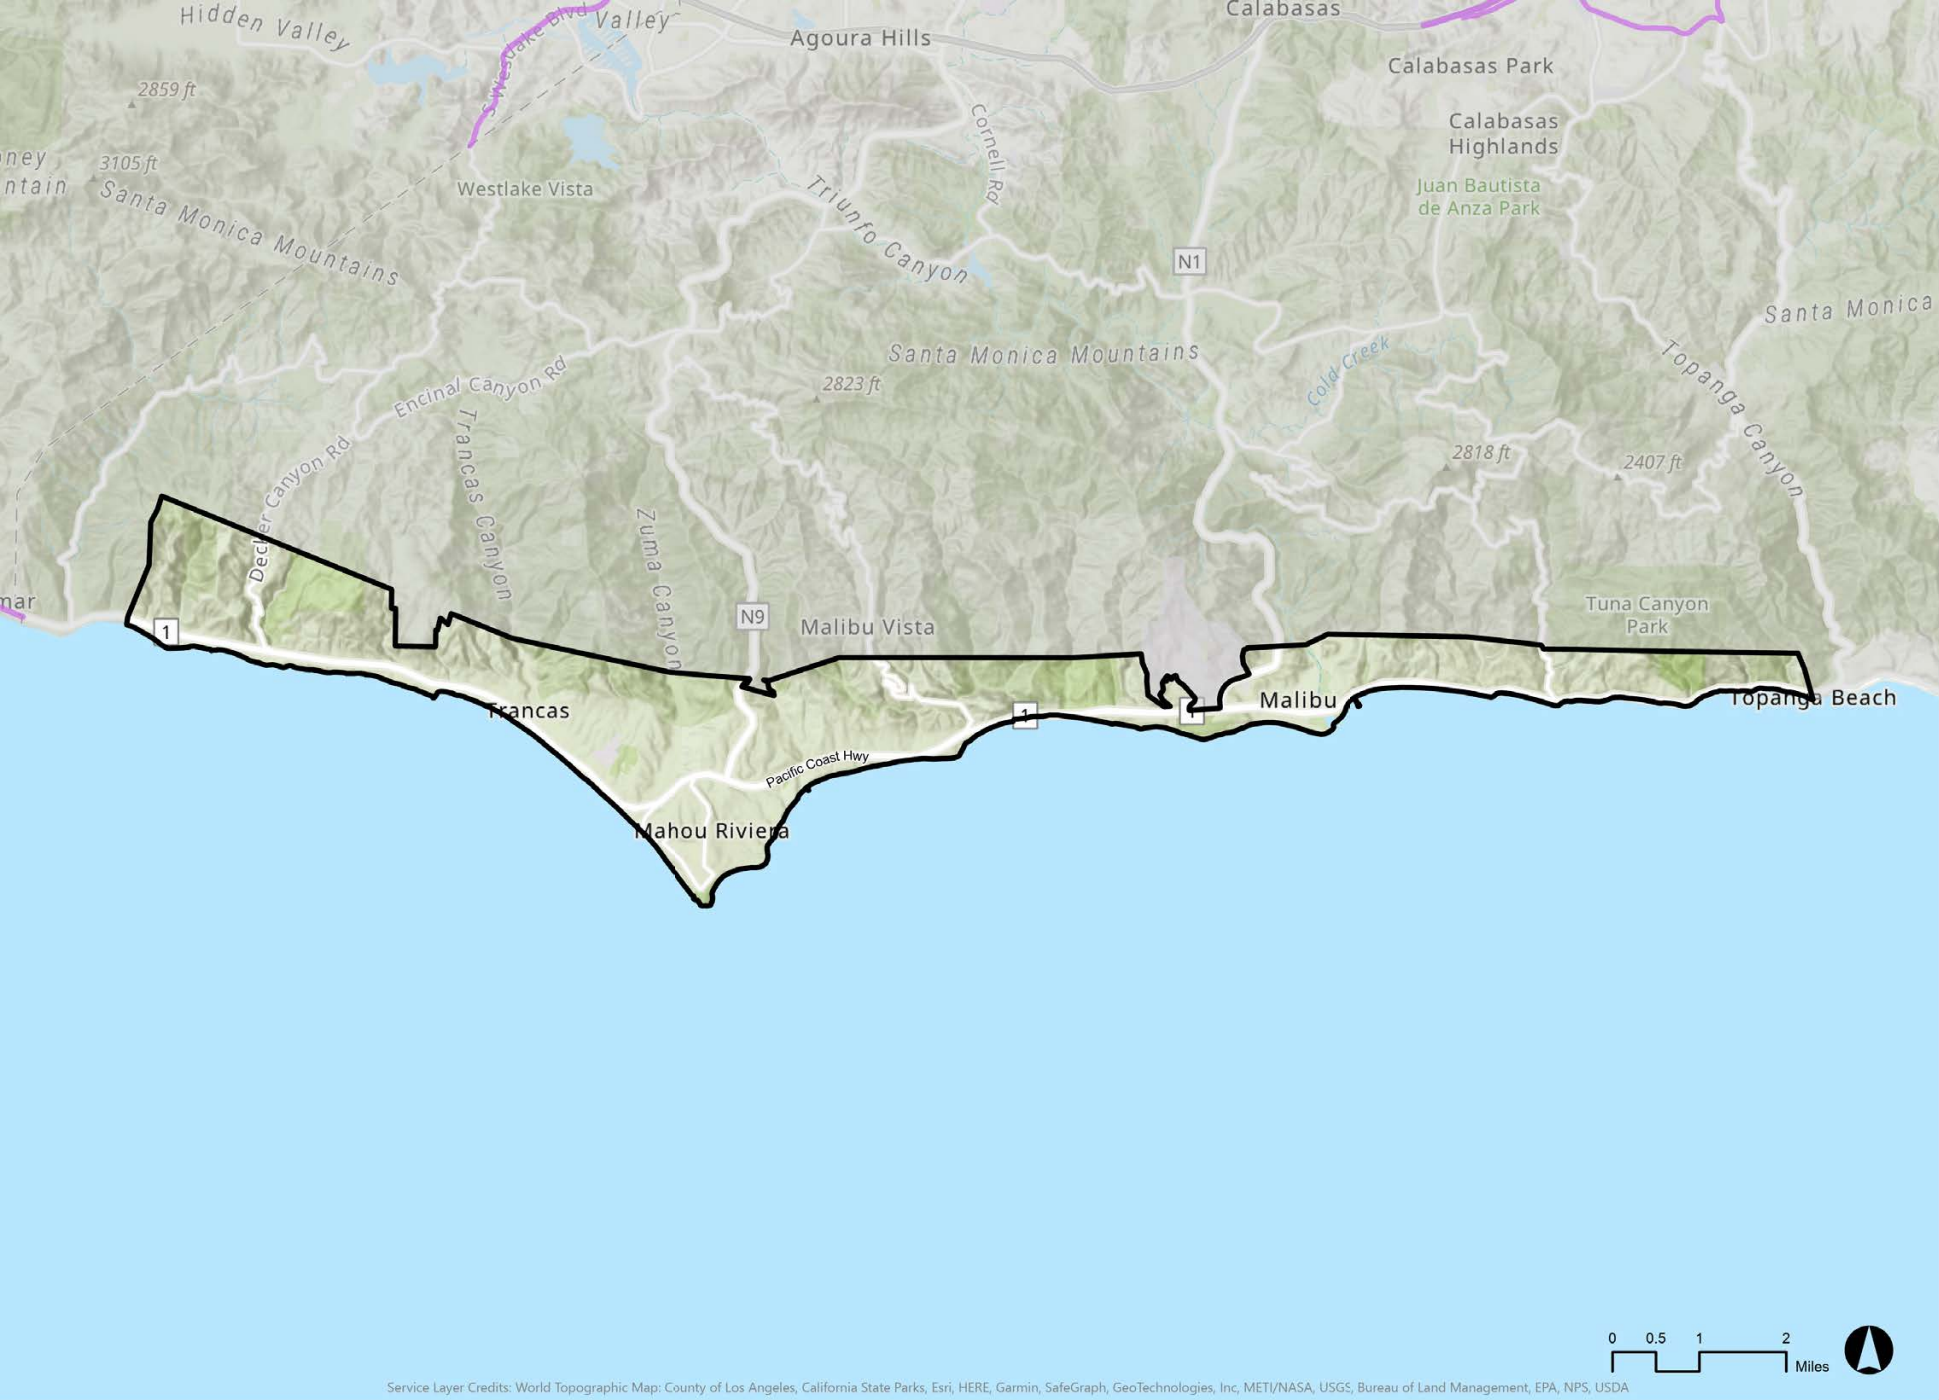 Hidden Valley
S Westlake Blvd
Valley
Agoura Hills
Calabasas
Calabasas Park
2859 ft
Cornell Rd
Calabasas
Highlands
3105 ft
ney
ntain
Santa Monica Mountains
Westlake Vista
Triunfo Canyon
Juan Bautista
de Anza Park
N1
Santa Monica
Santa Monica Mountains
Cold Creek
Topanga Canyon
Encinal Canyon Rd
2823 ft
Trancas Canyon
Decker Canyon Rd
2818 ft
2407 ft
Zuma Canyon
mar
1
N9
Malibu Vista
Tuna Canyon
Park
Trancas
1
1
Malibu
Topanga Beach
Pacific Coast Hwy
Mahou Riviera
0 0.5 1 2
Miles
Service Layer Credits: World Topographic Map: County of Los Angeles, California State Parks, Esri, HERE, Garmin, SafeGraph, GeoTechnologies, Inc, METI/NASA, USGS, Bureau of Land Management, EPA, NPS, USDA